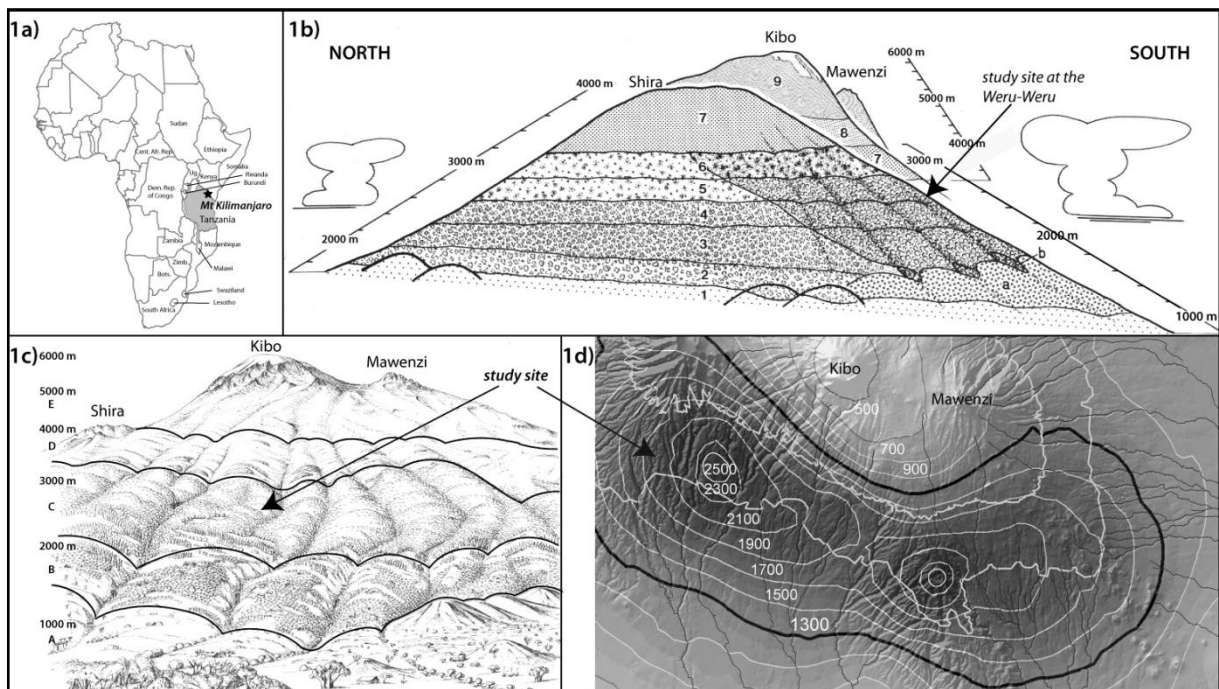 1a)
Sudan
Ethiopia
Cent. Afr. Rep.
Somalia
Ug.
Kenya
Rwanda
Burundi
Dem. Rep.
of Congo
Mt Kilimanjaro
Tanzania
Zambia
Mozambique
Zimb.
Malawi
Bots.
Swaziland
South Africa
Lesotho
1b)
NORTH
SOUTH
Kibo
Mawenzi
Shira
study site at the
Weru-Weru
6000 m
5000 m
4000 m
3000 m
2000 m
1000 m
4000 m
3000 m
2000 m
9
8
7
7
6
5
4
3
2
1
a
b
1c)
Kibo
Mawenzi
Shira
study site
6000 m
5000 m
E
4000 m
D
3000 m
C
2000 m
B
1000 m
A
1d)
Kibo
Mawenzi
500
700
900
2500
2300
2100
1900
1700
1500
1300